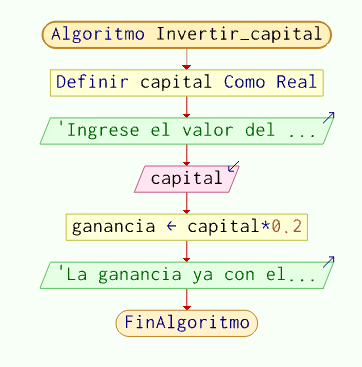 Algoritmo Invertir_capital
Definir capital Como Real
'Ingrese el valor del ...
capital
ganancia ← capital*0.2
'La ganancia ya con el...
FinAlgoritmo